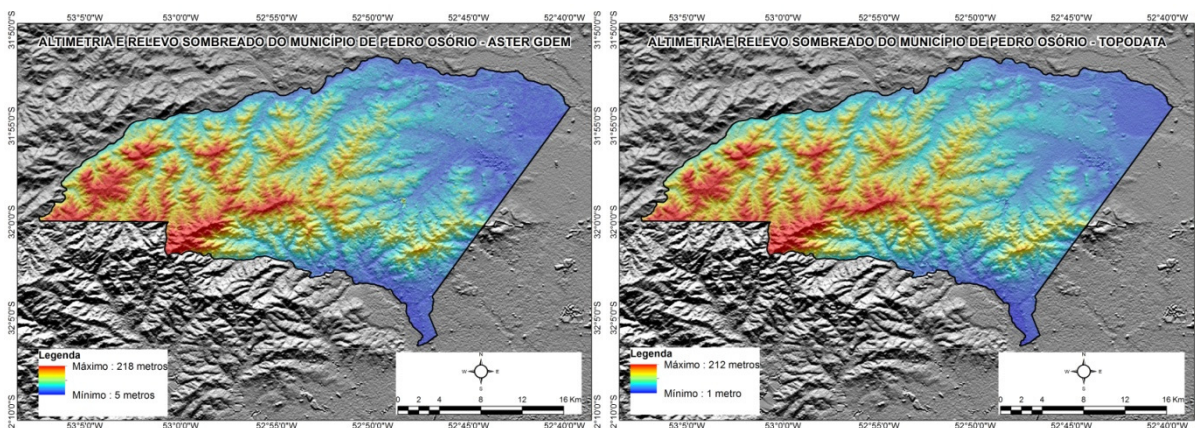 53°5'0"W 53°0'0"W 52°55'0"W 52°50'0"W 52°45'0"W 52°40'0"W
ALTIMETRIA E RELEVO SOMBREADO DO MUNICÍPIO DE PEDRO OSÓRIO - ASTER GDEM
31°50'0"S
31°55'0"S
32°0'0"S
32°5'0"S
2°10'0"S
Legenda
Máximo : 218 metros
Mínimo : 5 metros
N
W E
S
0 2 4 8 12 16 Km
53°5'0"W 53°0'0"W 52°55'0"W 52°50'0"W 52°45'0"W 52°40'0"W
53°5'0"W 53°0'0"W 52°55'0"W 52°50'0"W 52°45'0"W 52°40'0"W
ALTIMETRIA E RELEVO SOMBREADO DO MUNICÍPIO DE PEDRO OSÓRIO - TOPODATA
31°50'0"S
31°55'0"S
32°0'0"S
32°5'0"S
2°10'0"S
Legenda
Máximo : 212 metros
Mínimo : 1 metro
N
W E
S
0 2 4 8 12 16 Km
53°5'0"W 53°0'0"W 52°55'0"W 52°50'0"W 52°45'0"W 52°40'0"W